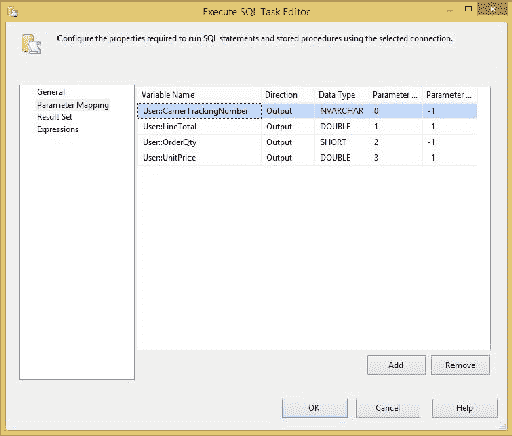 Execute SQL Task Editor
Configure the properties required to run SQL statements and stored procedures using the selected connection.
General
Parameter Mapping
Result Set
Expressions
Variable Name Direction Data Type Parameter ... Parameter ...
User::CarrierTrackingNumber Output NVARCHAR 0 -1
User::LineTotal Output DOUBLE 1 -1
User::OrderQty Output SHORT 2 -1
User::UnitPrice Output DOUBLE 3 -1
Add Remove
OK Cancel Help